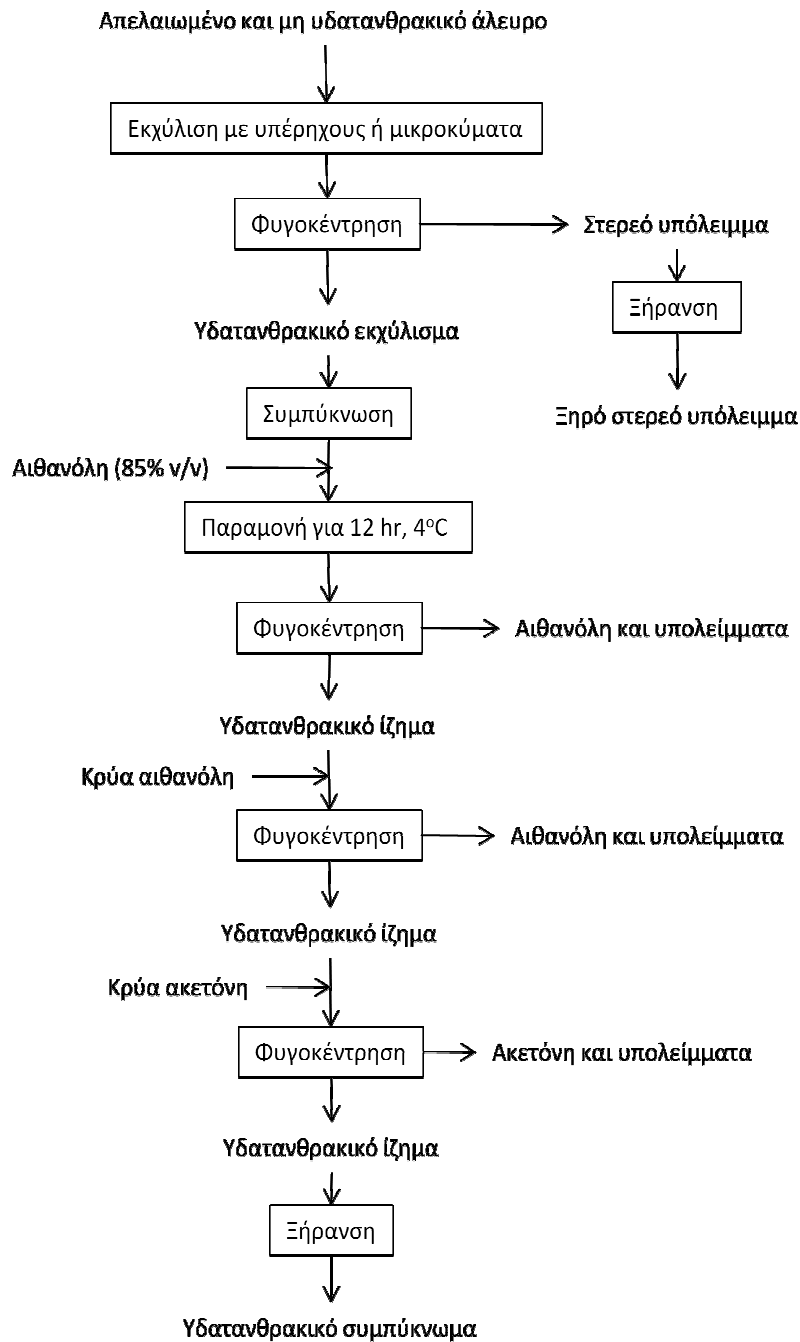 Απελαιωμένο και μη υδατανθρακικό άλευρο
Εκχύλιση με υπέρηχους ή μικροκύματα
Φυγοκέντρηση
Στερεό υπόλειμμα
Ξήρανση
Ξηρό στερεό υπόλειμμα
Υδατανθρακικό εκχύλισμα
Συμπύκνωση
Αιθανόλη (85% v/v)
Παραμονή για 12 hr, 4°C
Φυγοκέντρηση
Αιθανόλη και υπολείμματα
Υδατανθρακικό ίζημα
Κρύα αιθανόλη
Φυγοκέντρηση
Αιθανόλη και υπολείμματα
Υδατανθρακικό ίζημα
Κρύα ακετόνη
Φυγοκέντρηση
Ακετόνη και υπολείμματα
Υδατανθρακικό ίζημα
Ξήρανση
Υδατανθρακικό συμπύκνωμα